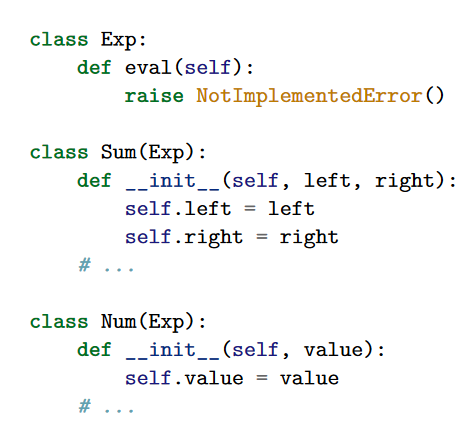 class Exp:
    def eval(self):
        raise NotImplementedError()

class Sum(Exp):
    def __init__(self, left, right):
        self.left = left
        self.right = right
    # ...

class Num(Exp):
    def __init__(self, value):
        self.value = value
    # ...